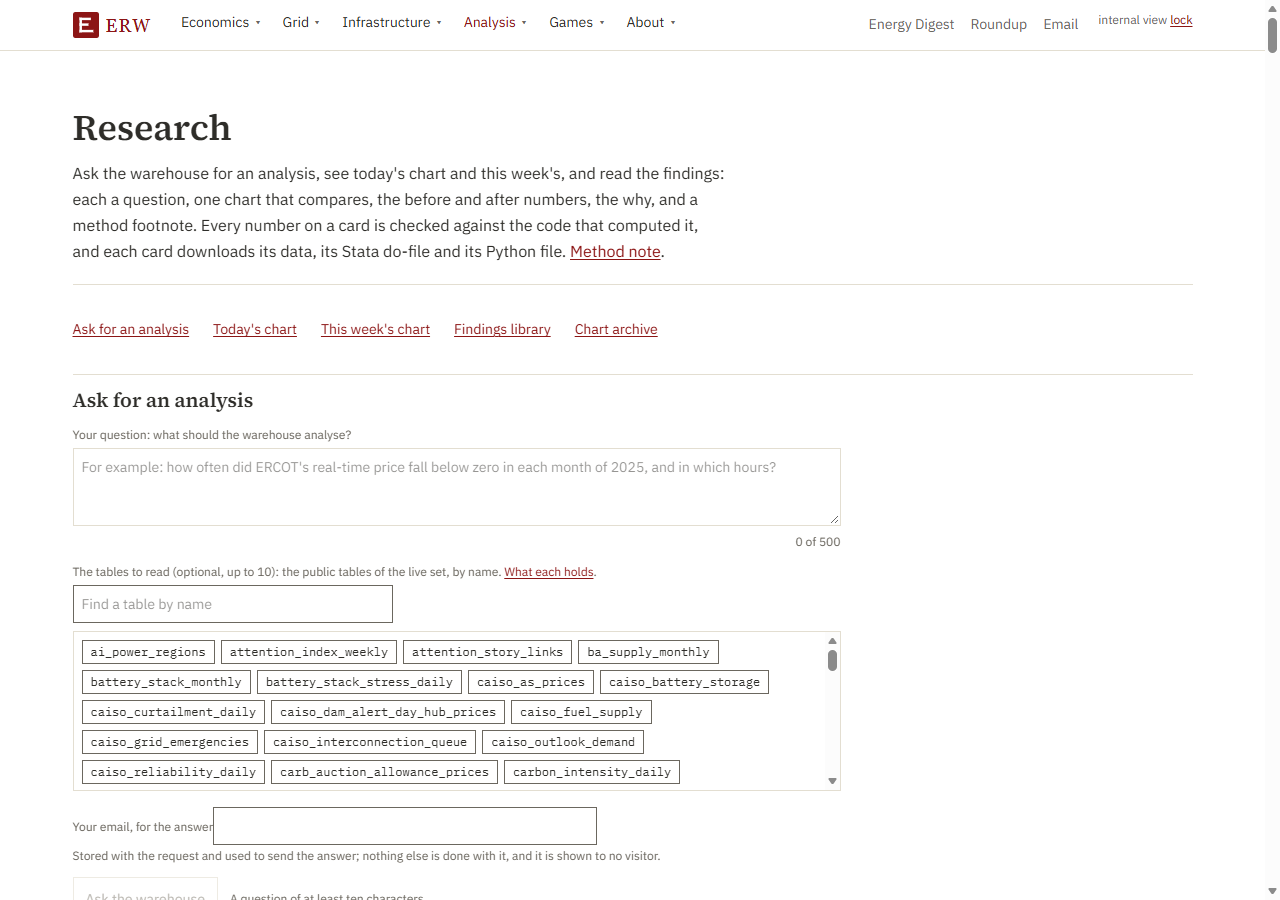 E ERW Economics Grid Infrastructure Analysis Games About Energy Digest Roundup Email internal view lock
Research
Ask the warehouse for an analysis, see today's chart and this week's, and read the findings:
each a question, one chart that compares, the before and after numbers, the why, and a
method footnote. Every number on a card is checked against the code that computed it,
and each card downloads its data, its Stata do-file and its Python file. Method note.
Ask for an analysis Today's chart This week's chart Findings library Chart archive
Ask for an analysis
Your question: what should the warehouse analyse?
For example: how often did ERCOT's real-time price fall below zero in each month of 2025, and in which hours?
0 of 500
The tables to read (optional, up to 10): the public tables of the live set, by name. What each holds.
Find a table by name
ai_power_regions attention_index_weekly attention_story_links ba_supply_monthly
battery_stack_monthly battery_stack_stress_daily caiso_as_prices caiso_battery_storage
caiso_curtailment_daily caiso_dam_alert_day_hub_prices caiso_fuel_supply
caiso_grid_emergencies caiso_interconnection_queue caiso_outlook_demand
caiso_reliability_daily carb_auction_allowance_prices carbon_intensity_daily
Your email, for the answer
Stored with the request and used to send the answer; nothing else is done with it, and it is shown to no visitor.
Ask the warehouse A question of at least ten characters